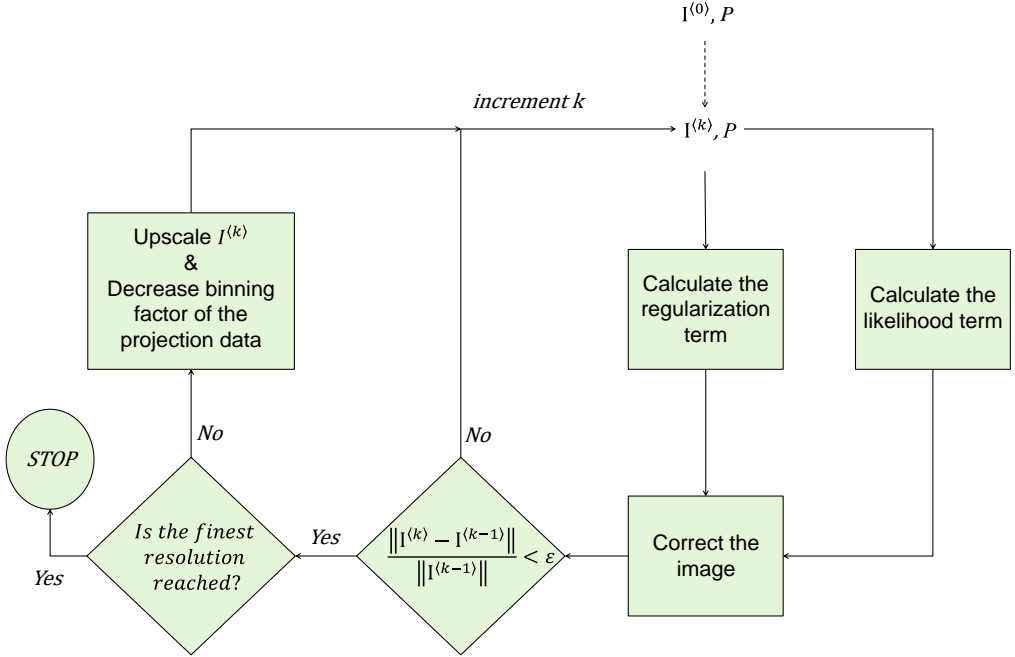 I⟨0⟩, P
increment k
I⟨k⟩, P
Upscale I⟨k⟩
&
Decrease binning
factor of the
projection data
Calculate the
regularization
term
Calculate the
likelihood term
No
No
STOP
Is the finest
resolution
reached?
Yes
Yes
‖I⟨k⟩ − I⟨k−1⟩‖
‖I⟨k−1⟩‖ < ε
Correct the
image